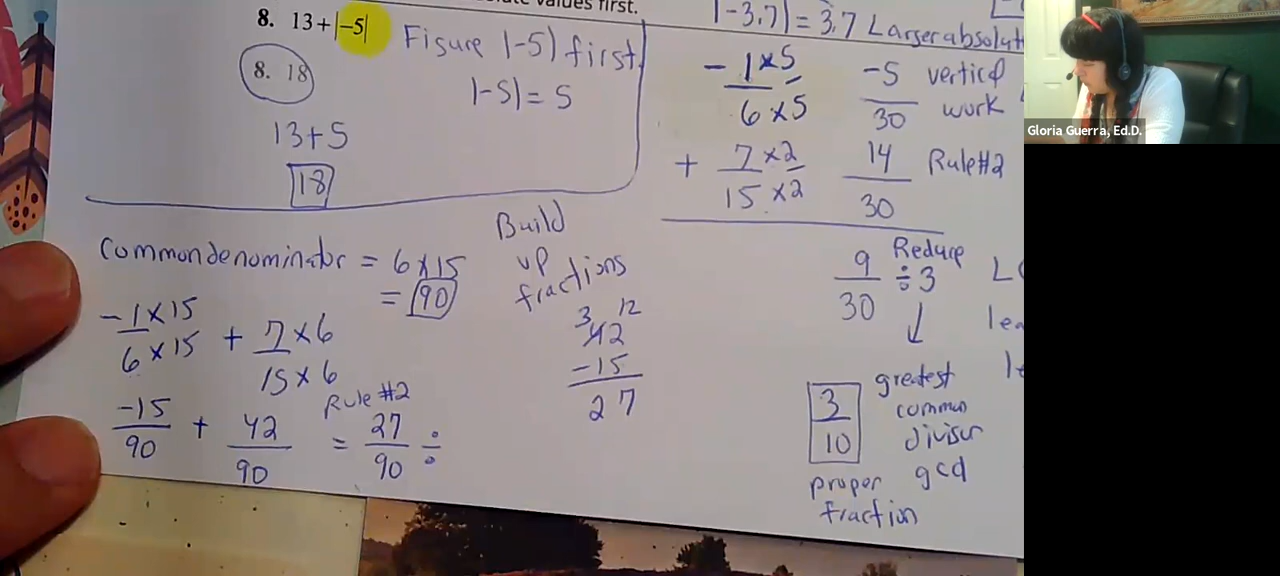 values first.
8. 13+|−5|
Figure |-5) first
8. 18
|-5| = 5
13+5
18
|-3.7| = 3.7 Larger absolut
- 1 x 5
6 x 5
-5
30
vertical
work
+ 7 x 2
15 x 2
14
30
Rule #2
9
30
÷ 3
Reduce
3
10
greatest
common
divisor
gcd
proper
fraction
Common denominator = 6 x 15
= 90
Build
up
fractions
-1 x 15
6 x 15
+ 7 x 6
15 x 6
3 12
42
-15
27
-15
90
+ 42
90
Rule #2
= 27
90
÷
Gloria Guerra, Ed.D.